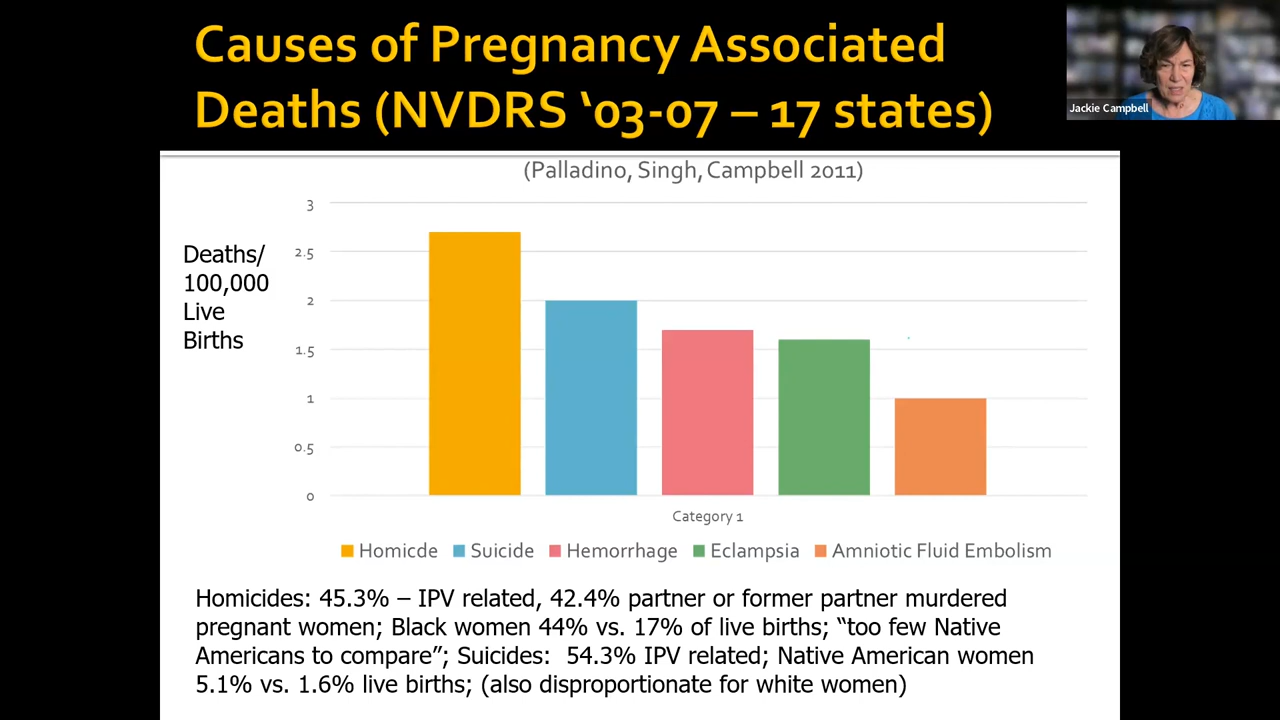 Causes of Pregnancy Associated
Deaths (NVDRS ‘03-07 – 17 states)
Jackie Campbell
(Palladino, Singh, Campbell 2011)
Deaths/
100,000
Live
Births
3
2.5
2
1.5
1
0.5
0
Category 1
Homicde Suicide Hemorrhage Eclampsia Amniotic Fluid Embolism
Homicides: 45.3% – IPV related, 42.4% partner or former partner murdered
pregnant women; Black women 44% vs. 17% of live births; “too few Native
Americans to compare”; Suicides: 54.3% IPV related; Native American women
5.1% vs. 1.6% live births; (also disproportionate for white women)